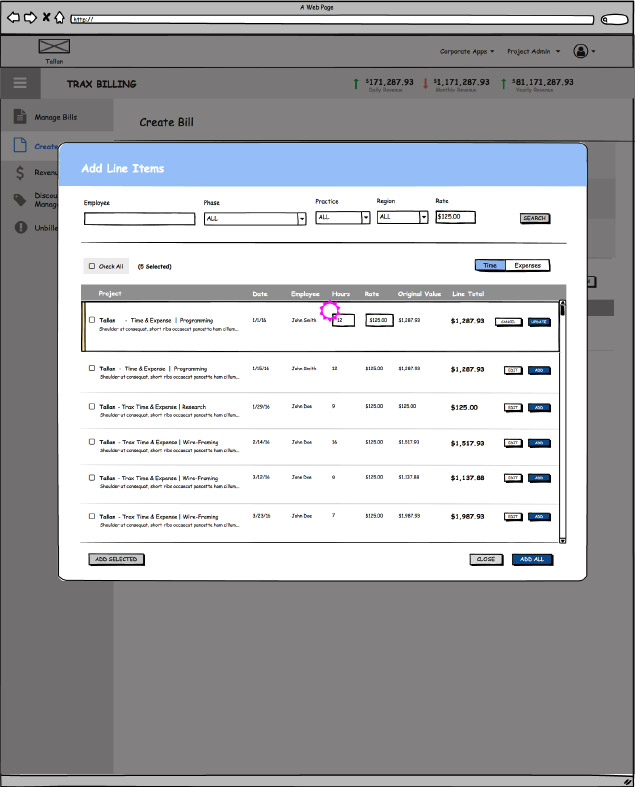 A Web Page
http://
Tallan
Corporate Apps
Project Admin
TRAX BILLING
$171,287.93
Daily Revenue
$1,171,287.93
Monthly Revenue
$81,171,287.93
Yearly Revenue
Manage Bills
Create
Revenu
Discou
Manag
Unbille
Create Bill
Add Line Items
Employee
Phase
Practice
Region
Rate
ALL
ALL
ALL
$125.00
SEARCH
Check All
(5 Selected)
Time
Expenses
Project Date Employee Hours Rate Original Value Line Total
Tallan - Time & Expense | Programming 1/1/16 John Smith 12 $125.00 $1,287.93 $1,287.93 CANCEL UPDATE
Shoulder ut consequat, short ribs occaecat pancetta ham cillum...
Tallan - Time & Expense | Programming 1/15/16 John Smith 12 $125.00 $1,287.93 $1,287.93 EDIT ADD
Shoulder ut consequat, short ribs occaecat pancetta ham cillum...
Tallan - Trax Time & Expense | Research 1/29/16 John Doe 9 $125.00 $125.00 $125.00 EDIT ADD
Shoulder ut consequat, short ribs occaecat pancetta ham cillum...
Tallan - Trax Time & Expense | Wire-Framing 2/14/16 John Doe 16 $125.00 $1,517.93 $1,517.93 EDIT ADD
Shoulder ut consequat, short ribs occaecat pancetta ham cillum...
Tallan - Trax Time & Expense | Wire-Framing 3/12/16 John Doe $125.00 $1,137.88 $1,137.88 EDIT ADD
Shoulder ut consequat, short ribs occaecat pancetta ham cillum...
Tallan - Trax Time & Expense | Wire-Framing 3/23/16 John Doe 7 $125.00 $1,987.93 $1,987.93 EDIT ADD
Shoulder ut consequat, short ribs occaecat pancetta ham cillum...
ADD SELECTED
CLOSE
ADD ALL